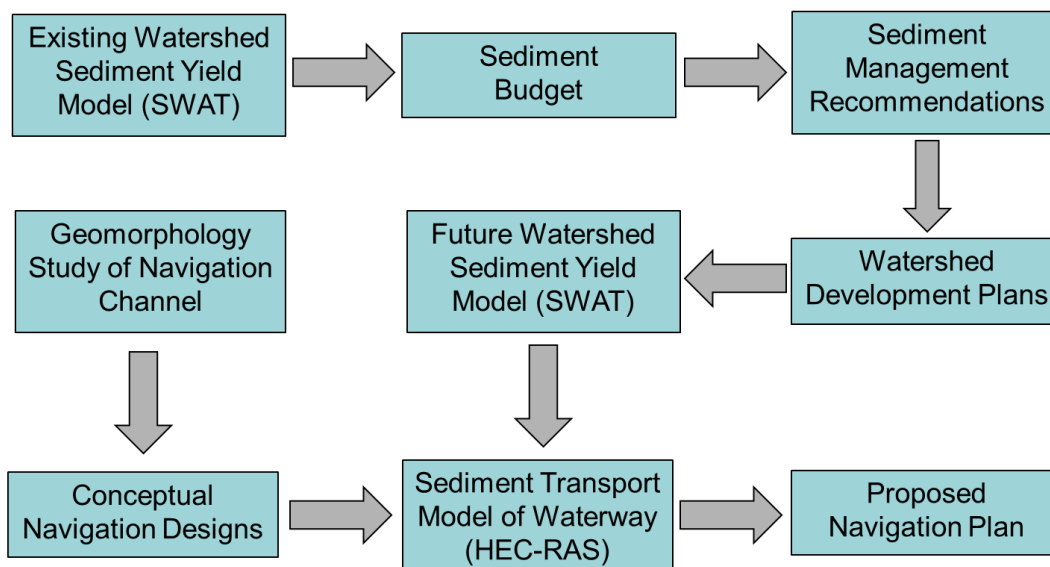 Existing Watershed
Sediment Yield
Model (SWAT)
Sediment
Budget
Sediment
Management
Recommendations
Geomorphology
Study of Navigation
Channel
Future Watershed
Sediment Yield
Model (SWAT)
Watershed
Development Plans
Conceptual
Navigation Designs
Sediment Transport
Model of Waterway
(HEC-RAS)
Proposed
Navigation Plan